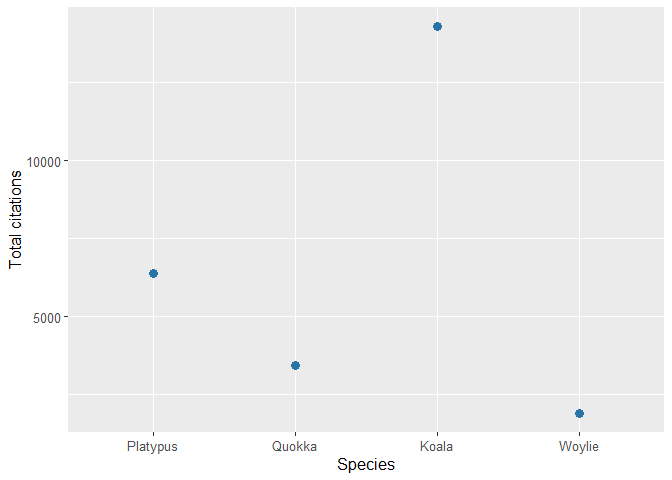 Total citations
10000
5000
Platypus Quokka Koala Woylie
Species